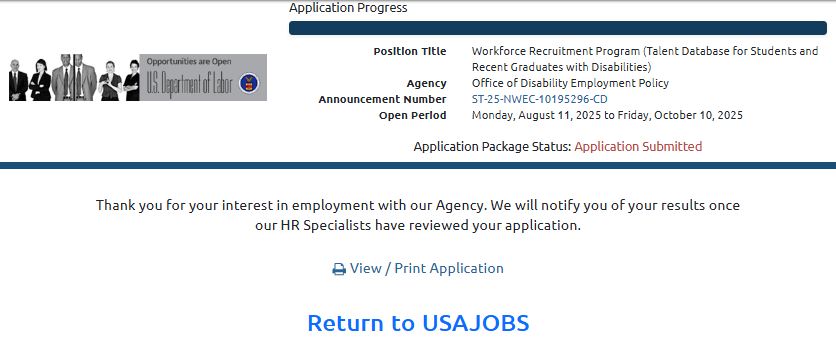 Application Progress
Opportunities are Open
U.S. Department of Labor
Position Title Workforce Recruitment Program (Talent Database for Students and
Recent Graduates with Disabilities)
Agency Office of Disability Employment Policy
Announcement Number ST-25-NWEC-10195296-CD
Open Period Monday, August 11, 2025 to Friday, October 10, 2025
Application Package Status: Application Submitted
Thank you for your interest in employment with our Agency. We will notify you of your results once
our HR Specialists have reviewed your application.
View / Print Application
Return to USAJOBS